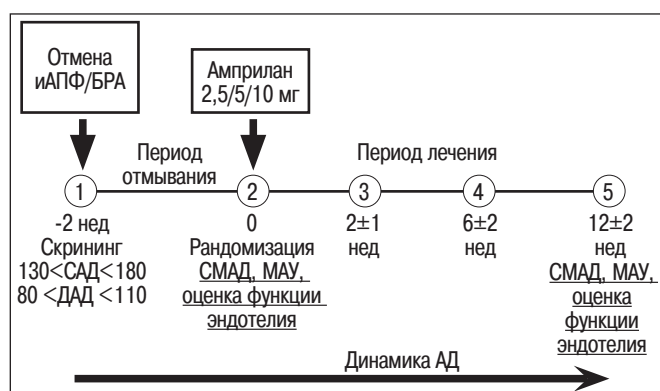 Отмена
иАПФ/БРА
Амприлан
2,5/5/10 мг
Период
отмывания
Период лечения
1
2
3
4
5
-2 нед
Скрининг
130<САД<180
80 <ДАД <110
0
Рандомизация
СМАД, МАУ,
оценка функции
эндотелия
2±1
нед
6±2
нед
12±2
нед
СМАД, МАУ,
оценка
функции
эндотелия
Динамика АД